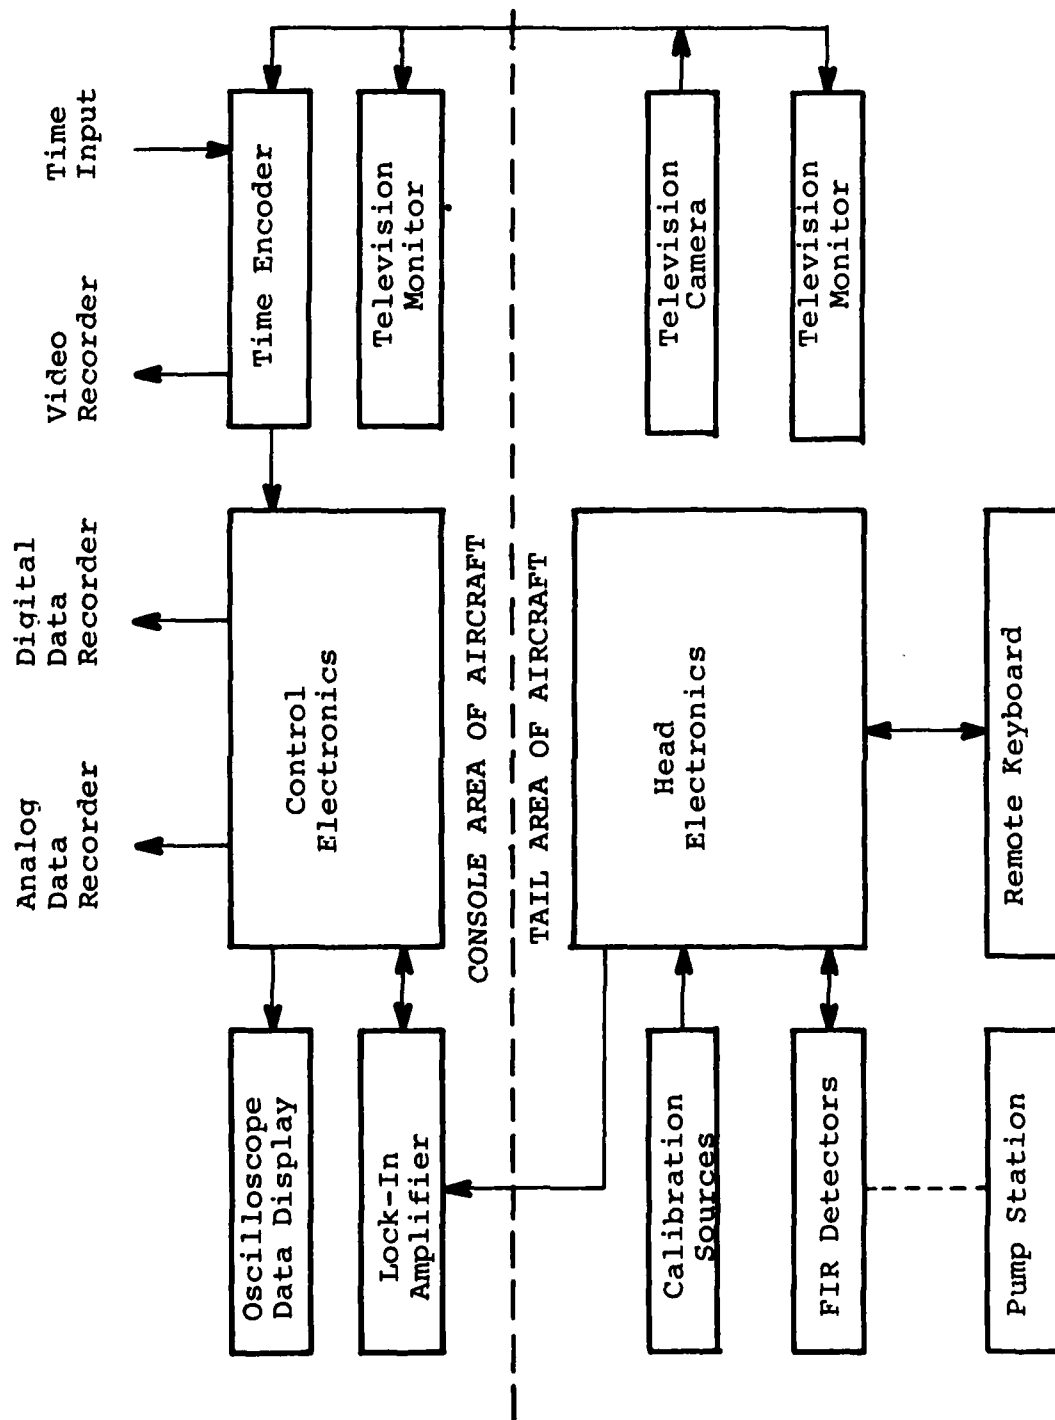 Analog
Data
Recorder
Digital
Data
Recorder
Video
Recorder
Time
Input
Oscilloscope
Data Display
Control
Electronics
Time Encoder
Lock-In
Amplifier
Television
Monitor
CONSOLE AREA OF AIRCRAFT
TAIL AREA OF AIRCRAFT
Calibration
Sources
Head
Electronics
Television
Camera
FIR Detectors
Television
Monitor
Pump Station
Remote Keyboard